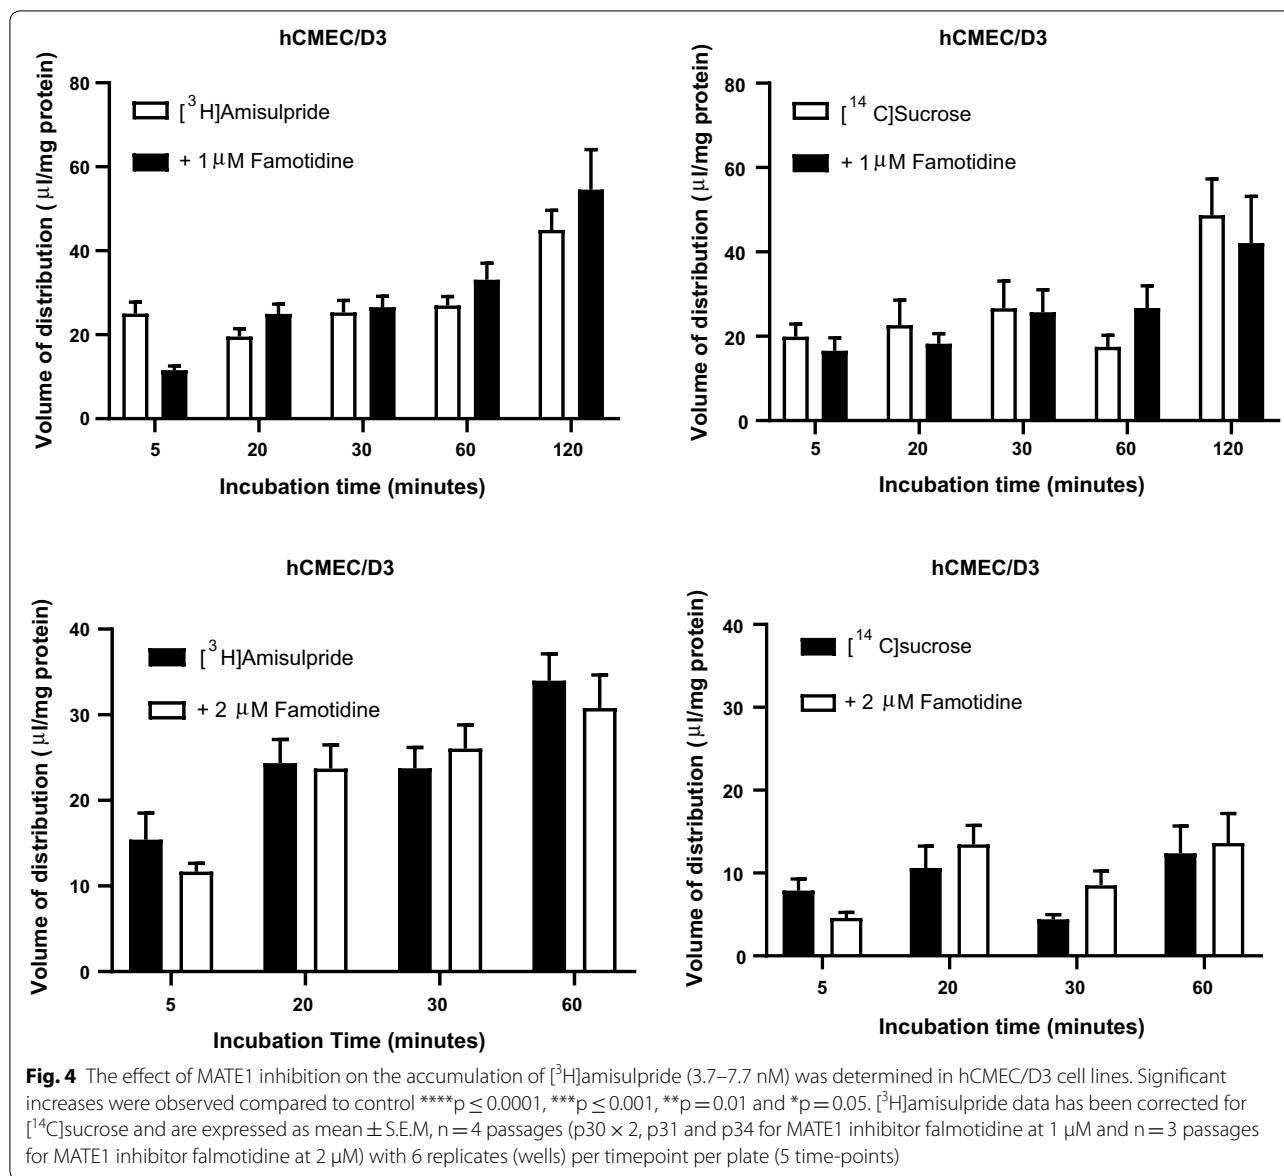 hCMEC/D3
Volume of distribution ( μl/mg protein)
80
60
40
20
0
[³H]Amisulpride
+ 1 μM Famotidine
5 20 30 60 120
Incubation time (minutes)
hCMEC/D3
Volume of distribution ( μl/mg protein)
80
60
40
20
0
[¹⁴ C]Sucrose
+ 1 μM Famotidine
5 20 30 60 120
Incubation time (minutes)
hCMEC/D3
Volume of distribution ( μl/mg protein)
40
30
20
10
0
[³H]Amisulpride
+ 2 μM Famotidine
5 20 30 60
Incubation Time (minutes)
hCMEC/D3
Volume of distribution ( μl/mg protein)
40
30
20
10
0
[¹⁴ C]sucrose
+ 2 μM Famotidine
5 20 30 60
Incubation time (minutes)
Fig. 4 The effect of MATE1 inhibition on the accumulation of [³H]amisulpride (3.7–7.7 nM) was determined in hCMEC/D3 cell lines. Significant
increases were observed compared to control ****p ≤ 0.0001, ***p ≤ 0.001, **p = 0.01 and *p = 0.05. [³H]amisulpride data has been corrected for
[¹⁴C]sucrose and are expressed as mean ± S.E.M, n = 4 passages (p30 × 2, p31 and p34 for MATE1 inhibitor falmotidine at 1 μM and n = 3 passages
for MATE1 inhibitor falmotidine at 2 μM) with 6 replicates (wells) per timepoint per plate (5 time-points)